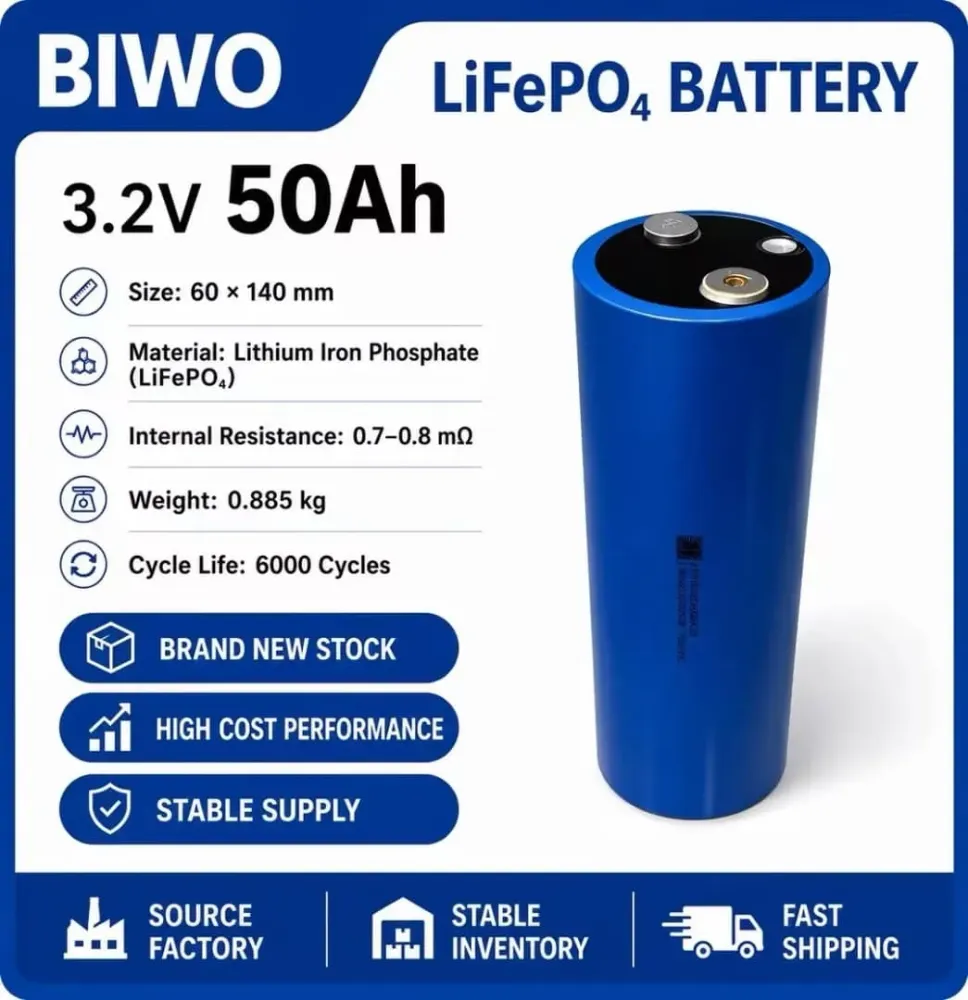 BIWO
LiFePO₄ BATTERY
3.2V 50Ah
Size: 60 × 140 mm
Material: Lithium Iron Phosphate
(LiFePO₄)
Internal Resistance: 0.7–0.8 mΩ
Weight: 0.885 kg
Cycle Life: 6000 Cycles
BRAND NEW STOCK
HIGH COST PERFORMANCE
STABLE SUPPLY
SOURCE
FACTORY
STABLE
INVENTORY
FAST
SHIPPING